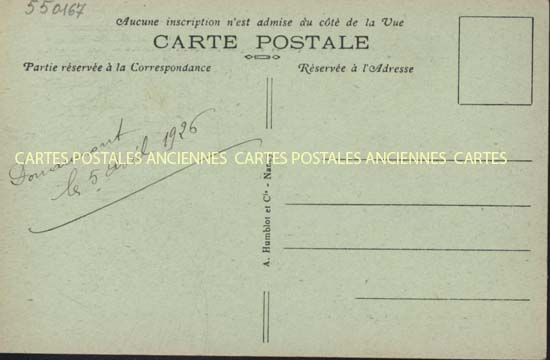 550167
Aucune inscription n'est admise du côté de la Vue
CARTE POSTALE
Partie réservée à la Correspondance
Réservée à l'Adresse
Douaumont
le 5 avril 1926
CARTES POSTALES ANCIENNES CARTES POSTALES ANCIENNES CARTES
A. Humblot et Cie - Nancy